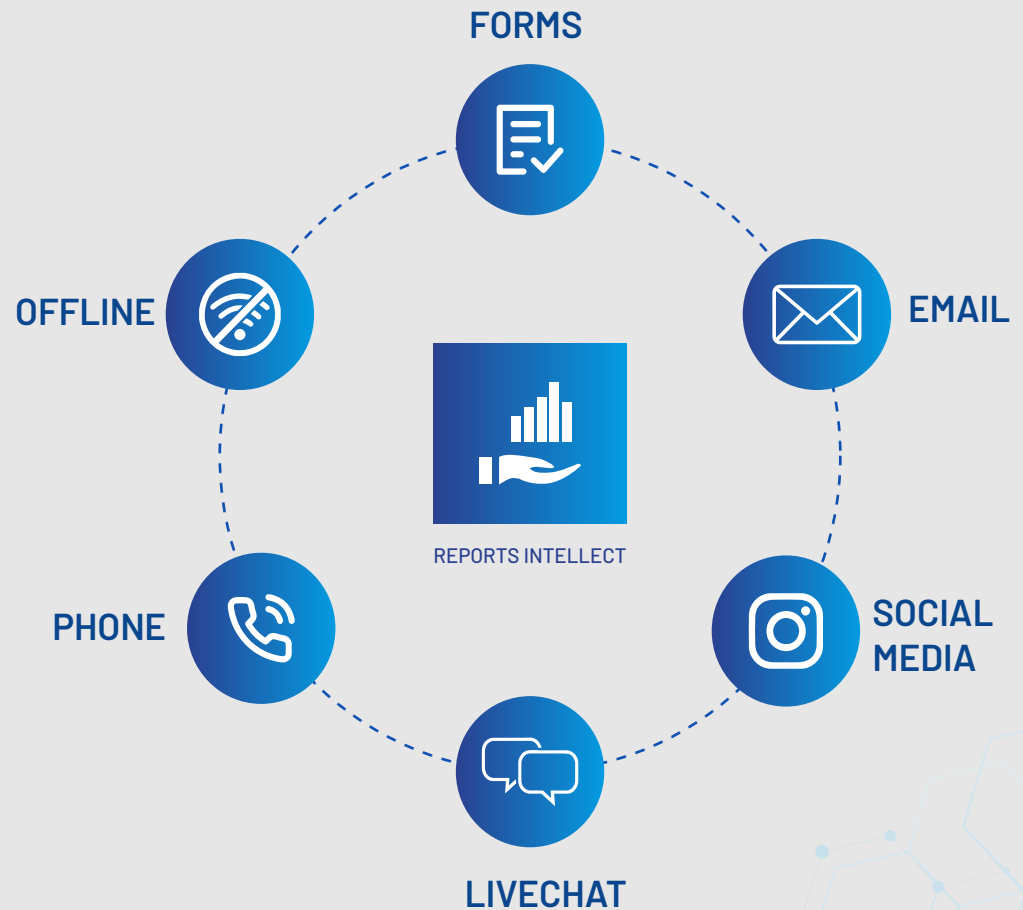 FORMS
OFFLINE
EMAIL
REPORTS INTELLECT
PHONE
SOCIAL
MEDIA
LIVECHAT